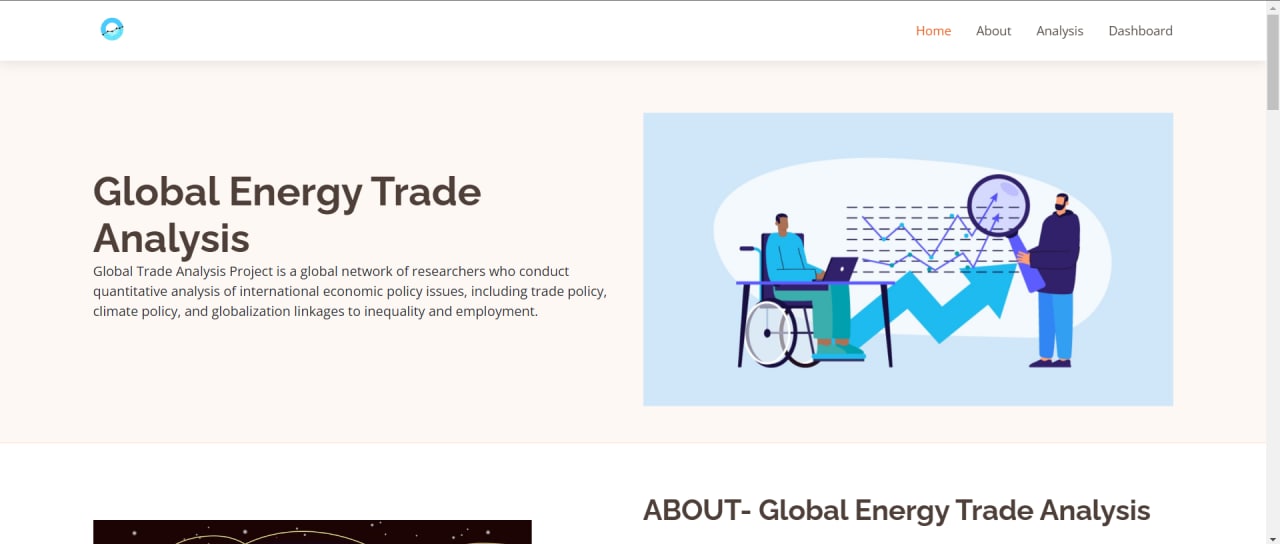 Home About Analysis Dashboard
Global Energy Trade
Analysis
Global Trade Analysis Project is a global network of researchers who conduct
quantitative analysis of international economic policy issues, including trade policy,
climate policy, and globalization linkages to inequality and employment.
ABOUT- Global Energy Trade Analysis